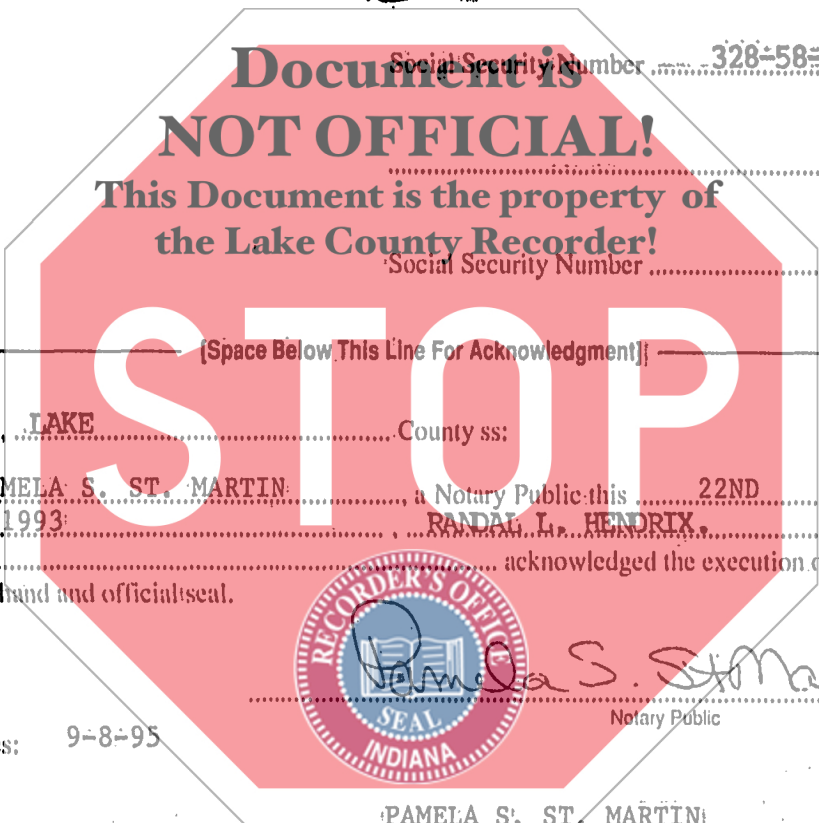 Document is
Social Security Number 328-58-
NOT OFFICIAL!
This Document is the property of
the Lake County Recorder!
Social Security Number
STOP
[Space Below This Line For Acknowledgment]
LAKE County ss:
MELA S. ST. MARTIN , a Notary Public this 22ND
1993 , RANDAL L. HENDRIX.
acknowledged the execution
hand and official seal.
RECORDER'S OFFICE
SEAL
INDIANA
Pamela S. St Ma
Notary Public
s: 9-8-95
PAMELA S. ST. MARTIN